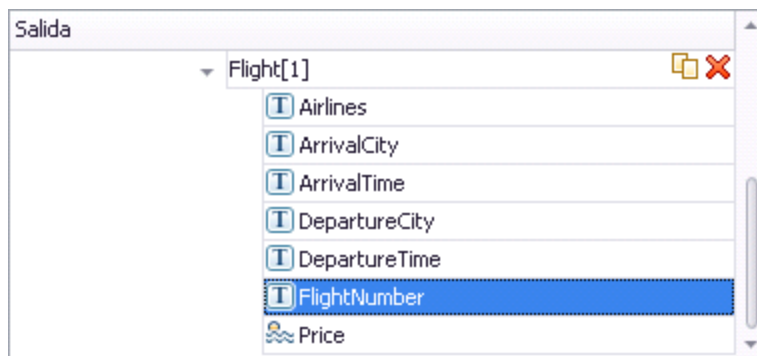 Salida
Flight[1]
Airlines
ArrivalCity
ArrivalTime
DepartureCity
DepartureTime
FlightNumber
Price